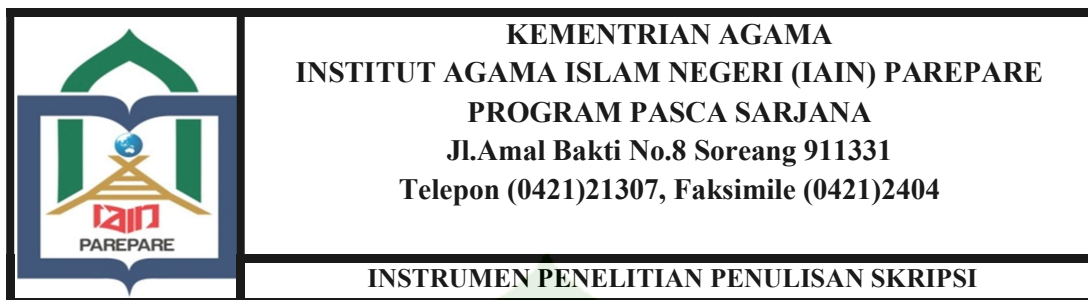 KEMENTRIAN AGAMA
INSTITUT AGAMA ISLAM NEGERI (IAIN) PAREPARE
PROGRAM PASCA SARJANA
Jl.Amal Bakti No.8 Soreang 911331
Telepon (0421)21307, Faksimile (0421)2404
iain
PAREPARE
INSTRUMEN PENELITIAN PENULISAN SKRIPSI